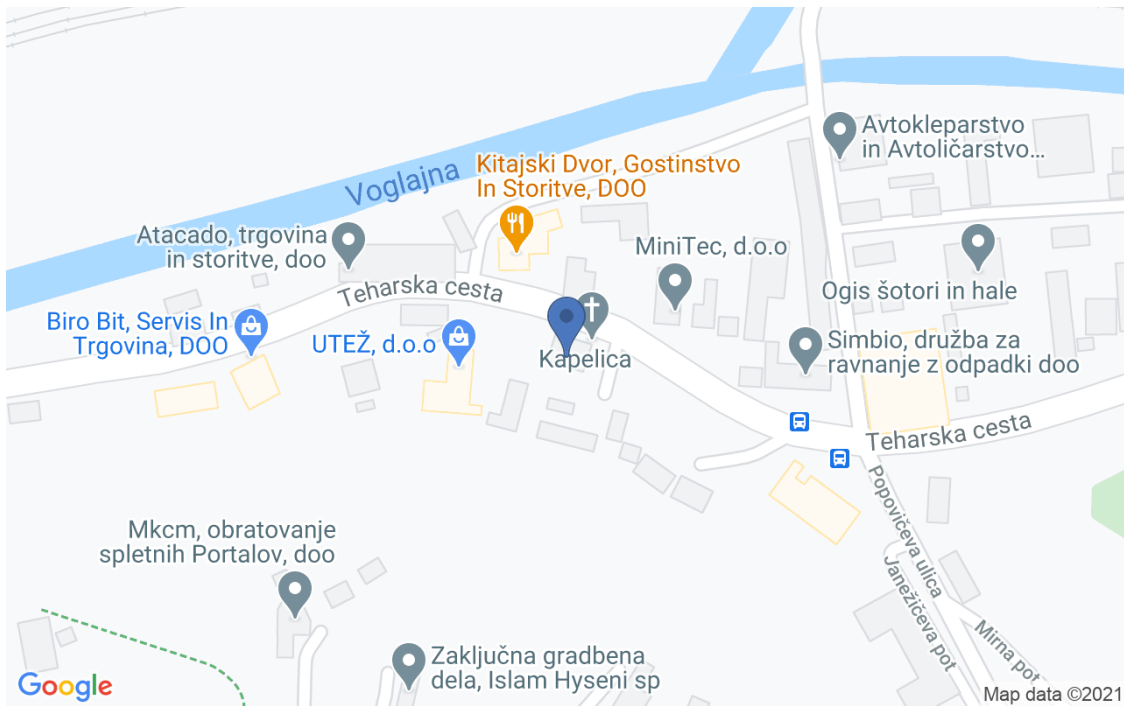 Avtokleparstvo
in Avtoličarstvo...
Kitajski Dvor, Gostinstvo
In Storitve, DOO
Voglajna
Atacado, trgovina
in storitve, doo
MiniTec, d.o.o
Teharska cesta
Ogis šotori in hale
Biro Bit, Servis In
Trgovina, DOO
UTEŽ, d.o.o
Kapelica
Simbio, družba za
ravnanje z odpadki doo
Teharska cesta
Popovičeva ulica
Mkcm, obratovanje
spletnih Portalov, doo
Janežičeva pot
Mirna pot
Zaključna gradbena
dela, Islam Hyseni sp
Google
Map data ©2021